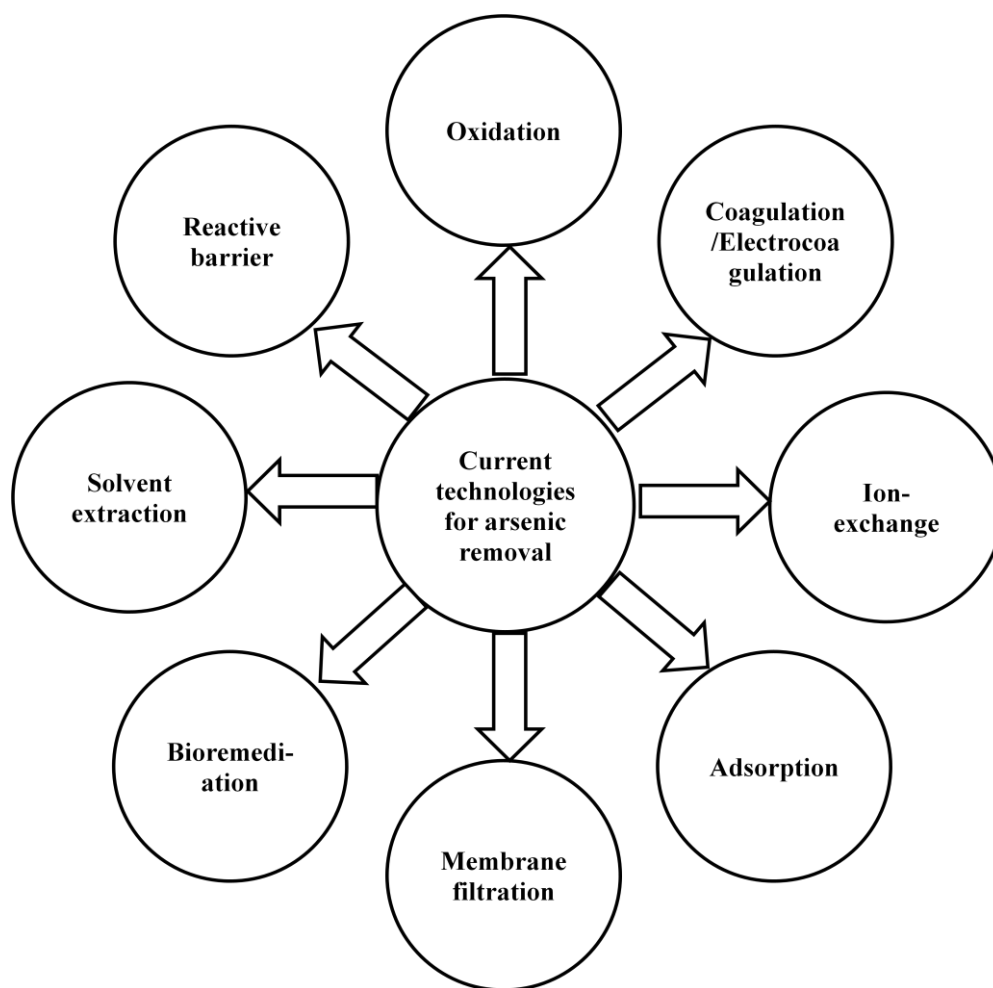 Oxidation
Coagulation
/Electrocoa
gulation
Ion-
exchange
Adsorption
Membrane
filtration
Bioremedi-
ation
Solvent
extraction
Reactive
barrier
Current
technologies
for arsenic
removal